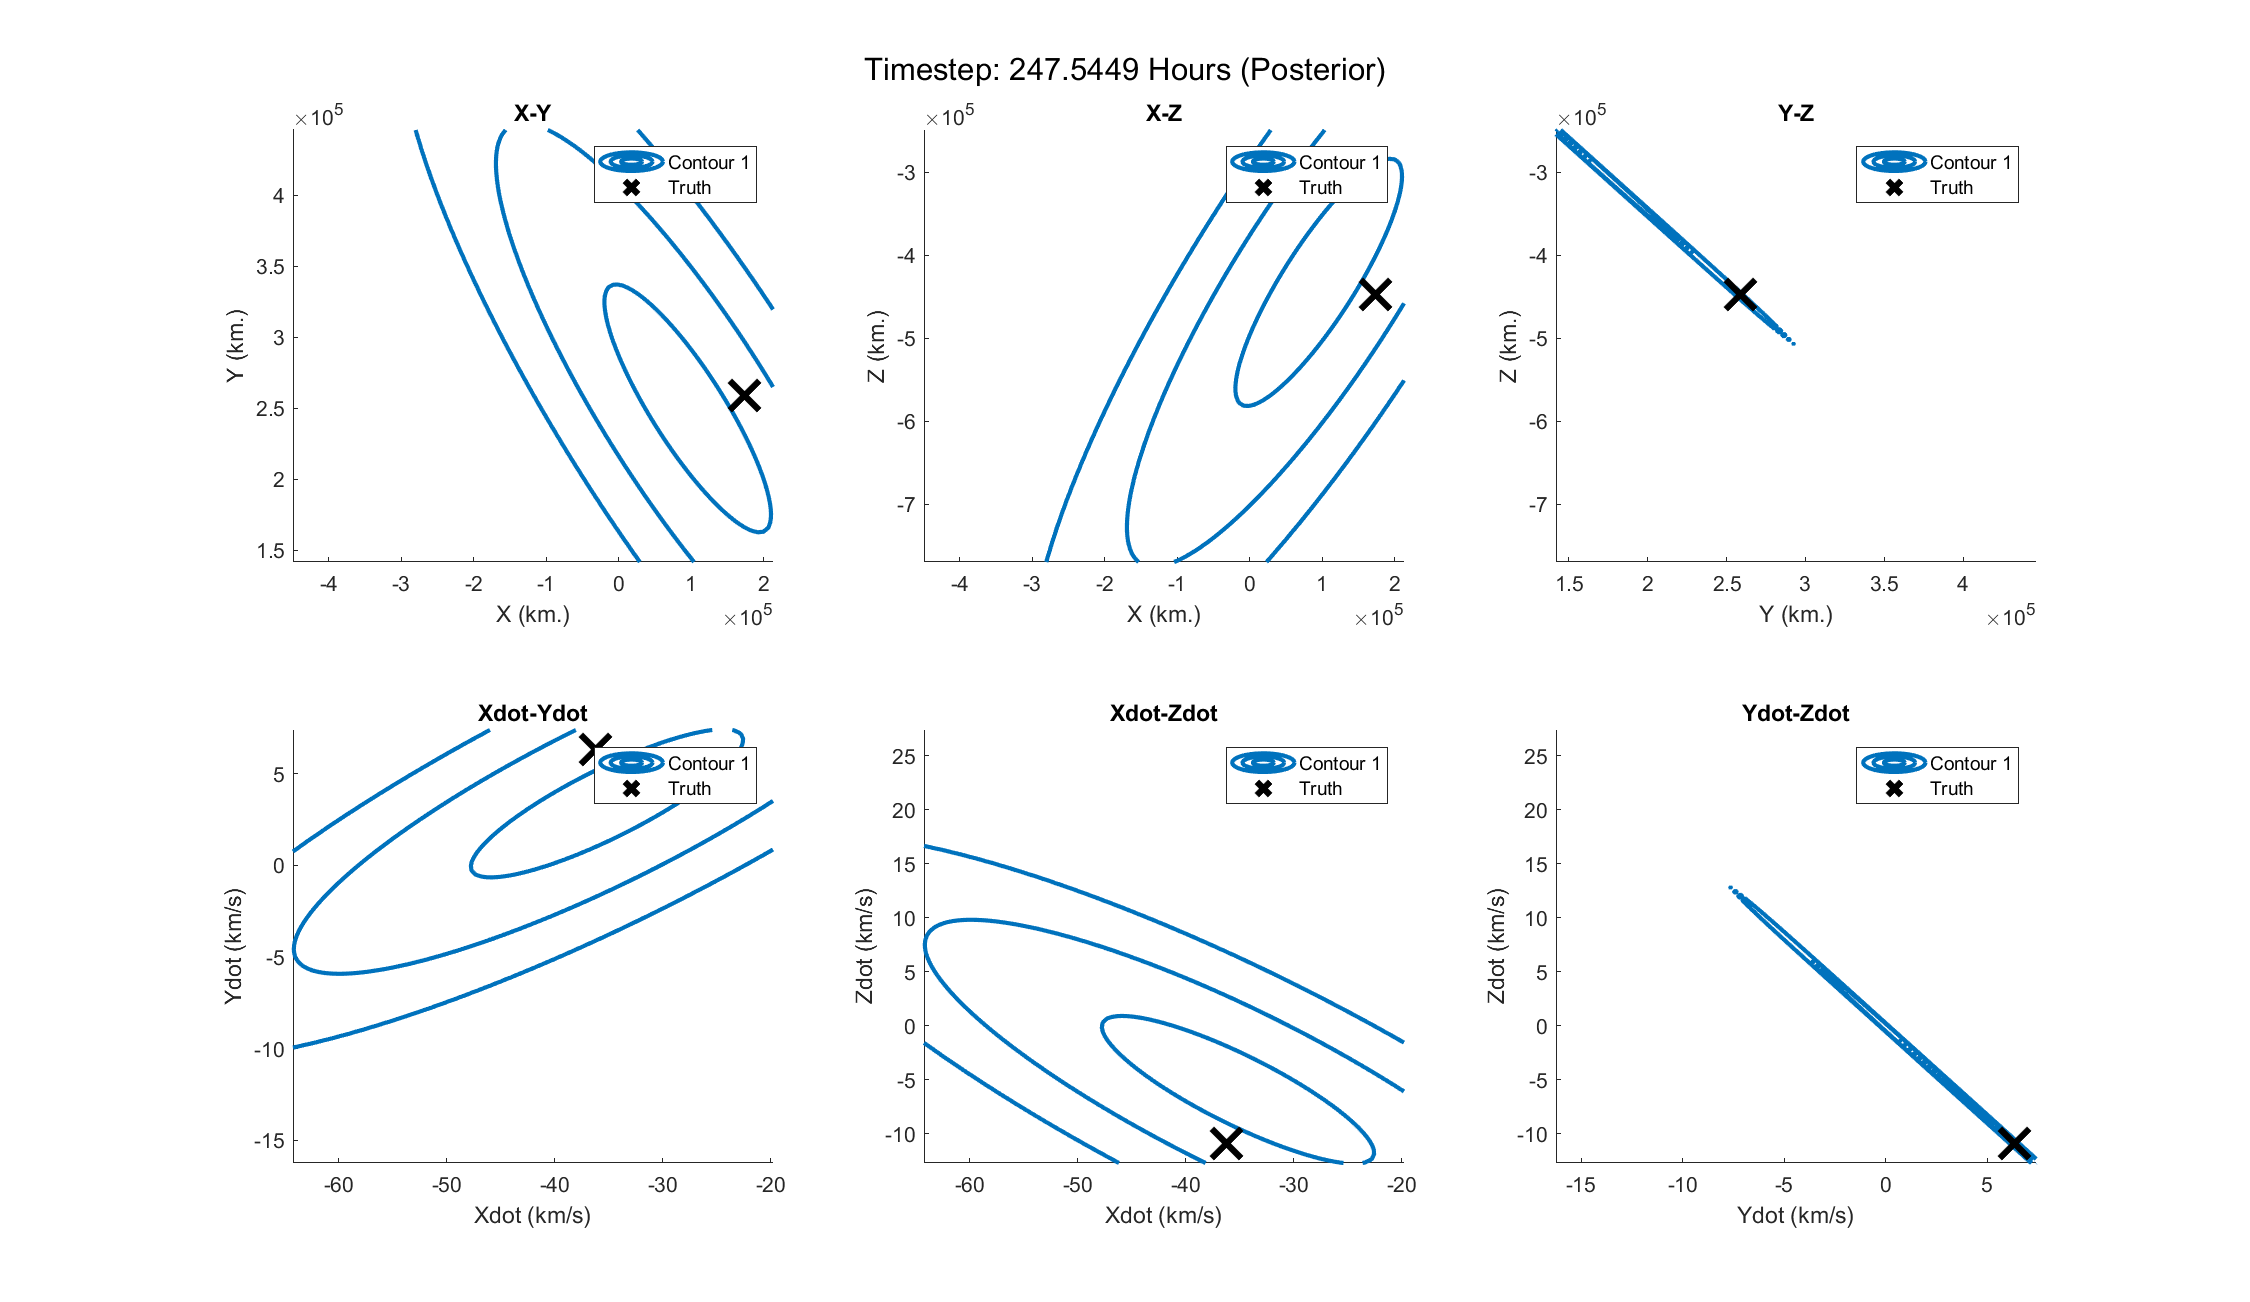 Timestep: 247.5449 Hours (Posterior)
X-Y
×10^5
4
3.5
3
2.5
2
1.5
Y (km.)
-4 -3 -2 -1 0 1 2
X (km.)
×10^5
Contour 1
Truth
X-Z
×10^5
-3
-4
-5
-6
-7
Z (km.)
-4 -3 -2 -1 0 1 2
X (km.)
×10^5
Contour 1
Truth
Y-Z
×10^5
-3
-4
-5
-6
-7
Z (km.)
1.5 2 2.5 3 3.5 4
Y (km.)
×10^5
Contour 1
Truth
Xdot-Ydot
5
0
-5
-10
-15
Ydot (km/s)
-60 -50 -40 -30 -20
Xdot (km/s)
Contour 1
Truth
Xdot-Zdot
25
20
15
10
5
0
-5
-10
Zdot (km/s)
-60 -50 -40 -30 -20
Xdot (km/s)
Contour 1
Truth
Ydot-Zdot
25
20
15
10
5
0
-5
-10
Zdot (km/s)
-15 -10 -5 0 5
Ydot (km/s)
Contour 1
Truth